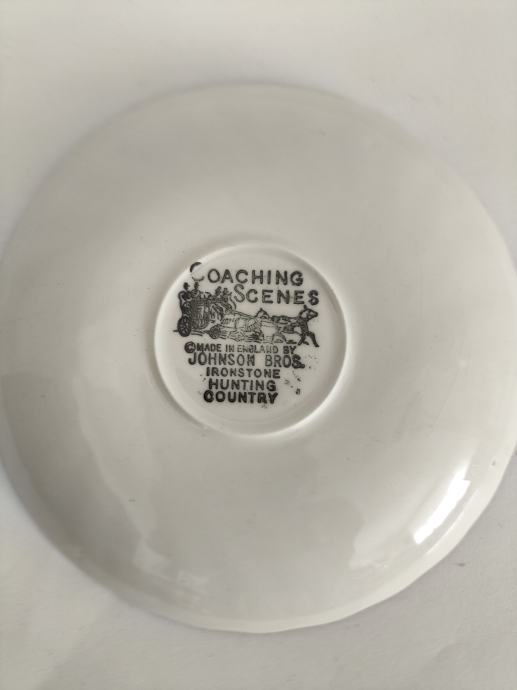 COACHING
SCENES
©MADE IN ENGLAND BY
JOHNSON BROS.
IRONSTONE
HUNTING
COUNTRY